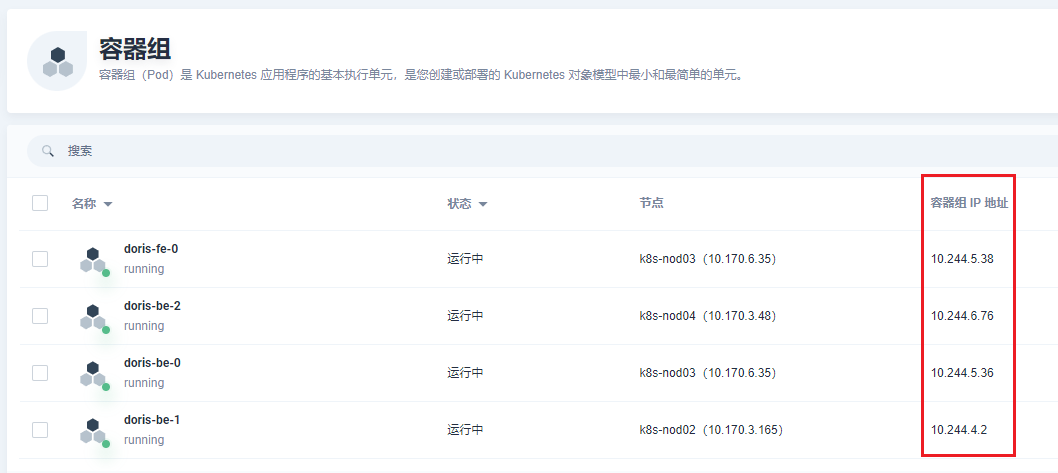 容器组
容器组（Pod）是 Kubernetes 应用程序的基本执行单元，是您创建或部署的 Kubernetes 对象模型中最小和最简单的单元。
搜索
名称 状态 节点 容器组 IP 地址
doris-fe-0
running
运行中 k8s-nod03（10.170.6.35） 10.244.5.38
doris-be-2
running
运行中 k8s-nod04（10.170.3.48） 10.244.6.76
doris-be-0
running
运行中 k8s-nod03（10.170.6.35） 10.244.5.36
doris-be-1
running
运行中 k8s-nod02（10.170.3.165） 10.244.4.2